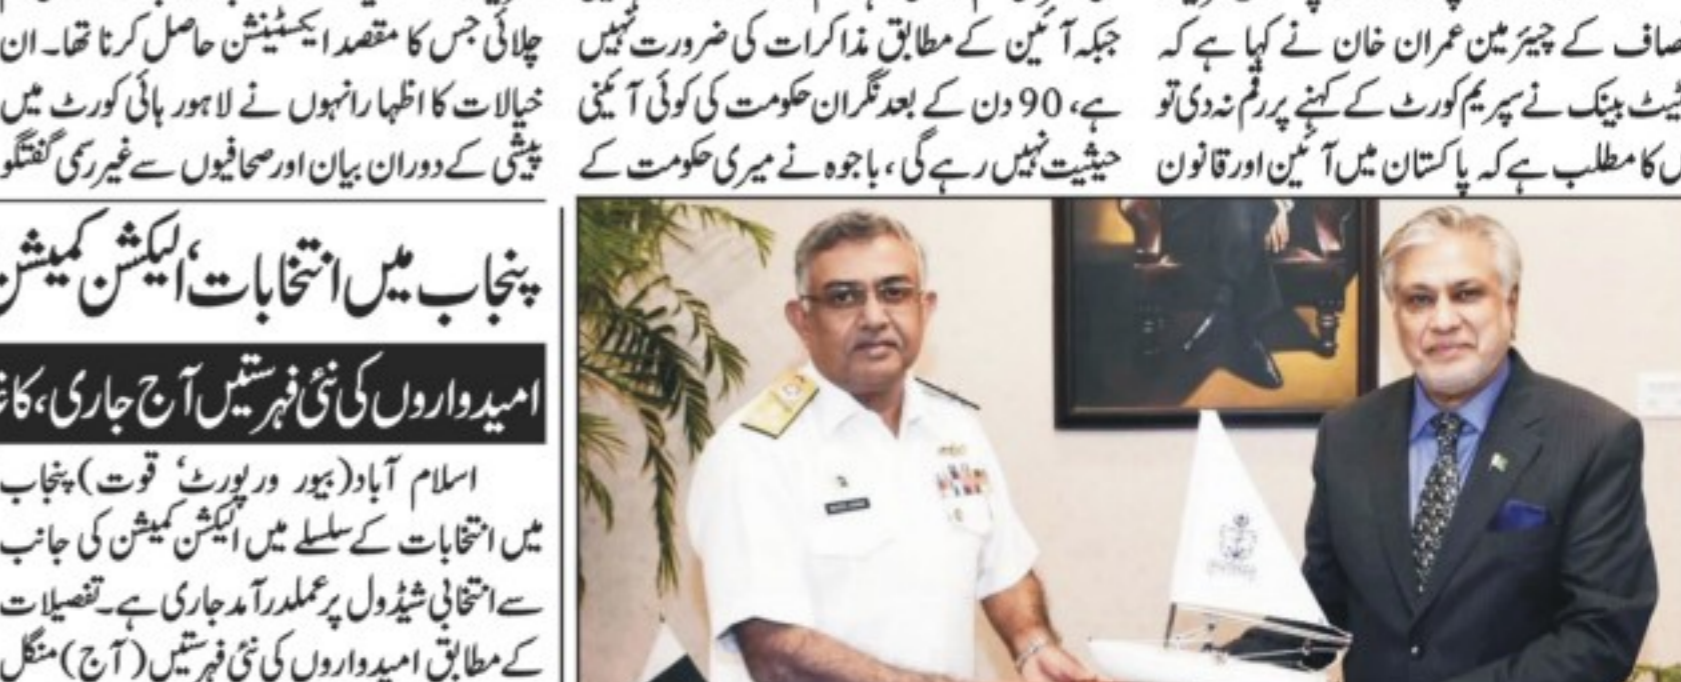 نصاف کے چیئرمین عمران خان نے کہا ہے کہ
ٹیٹ بینک نے سپریم کورٹ کے کہنے پر رقم نہ دی تو
کا مطلب ہے کہ پاکستان میں آئین اور قانون
جبکہ آئین کے مطابق مذاکرات کی ضرورت نہیں
ہے، 90 دن کے بعد نگران حکومت کی کوئی آئینی
حیثیت نہیں رہے گی، باجوہ نے میری حکومت کے
چلائی جس کا مقصد ایکسٹینشن حاصل کرنا تھا۔ ان
خیالات کا اظہار انہوں نے لاہور ہائی کورٹ میں
پیشی کے دوران بیان اور صحافیوں سے غیر رسمی گفتگو
پنجاب میں انتخابات، الیکشن کمیشن
امیدواروں کی نئی فہرستیں آج جاری، کاغ
اسلام آباد (بیور ورپورٹ، قوت) پنجاب
میں انتخابات کے سلسلے میں الیکشن کمیشن کی جانب
سے انتخابی شیڈول پر عملدرآمد جاری ہے۔ تفصیلات
کے مطابق امیدواروں کی نئی فہرستیں (آج) منگل